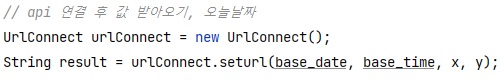 // api 연결 후 값 받아오기, 오늘날짜
UrlConnect urlConnect = new UrlConnect();
String result = urlConnect.seturl(base_date, base_time, x, y);